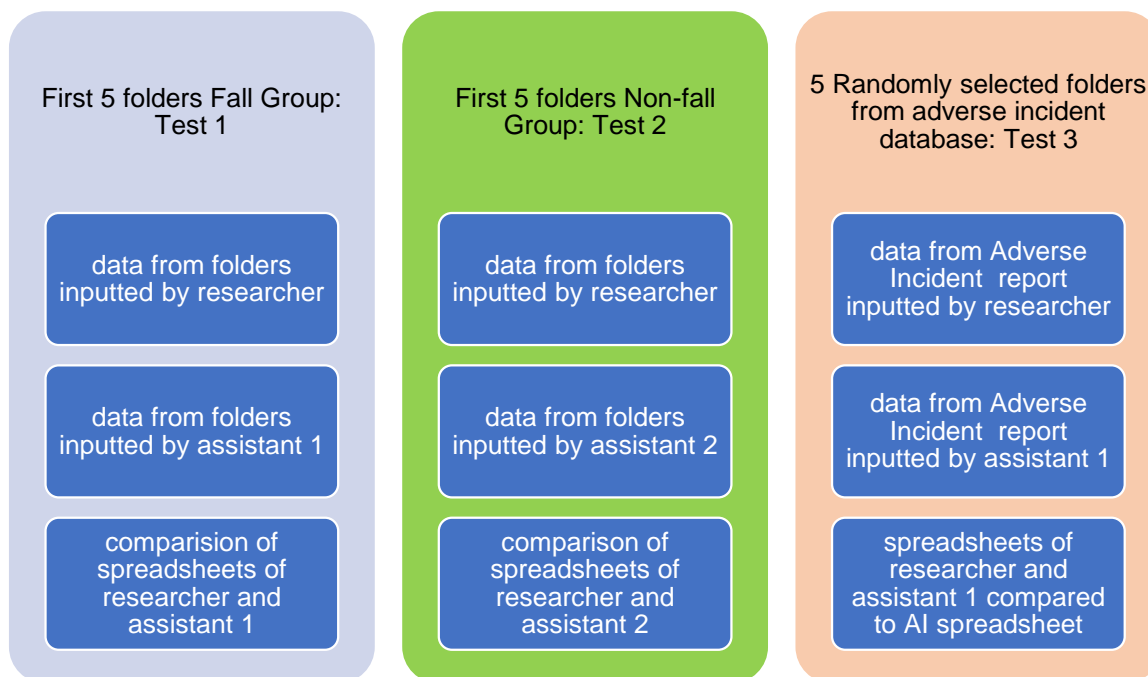 First 5 folders Fall Group:
Test 1
data from folders
inputted by researcher
data from folders
inputted by assistant 1
comparision of
spreadsheets of
researcher and
assistant 1
First 5 folders Non-fall
Group: Test 2
data from folders
inputted by researcher
data from folders
inputted by assistant 2
comparison of
spreadsheets of
researcher and
assistant 2
5 Randomly selected folders
from adverse incident
database: Test 3
data from Adverse
Incident report
inputted by researcher
data from Adverse
Incident report
inputted by assistant 1
spreadsheets of
researcher and
assistant 1 compared
to AI spreadsheet